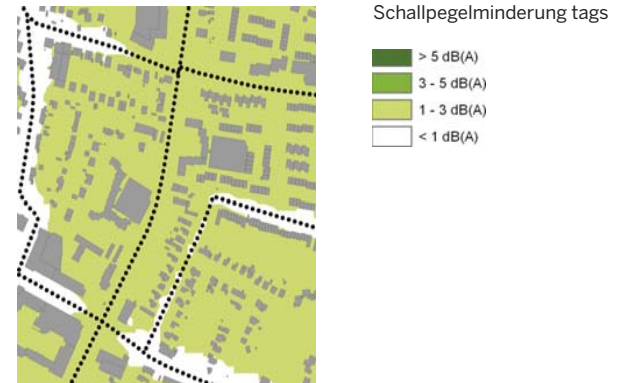 Schallpegelminderung tags
> 5 dB(A)
3 - 5 dB(A)
1 - 3 dB(A)
< 1 dB(A)